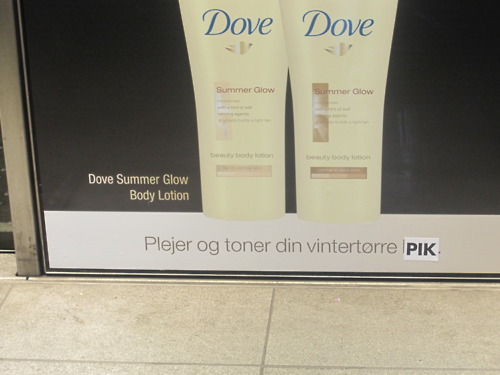 Dove
Dove
Summer Glow
Summer Glow
beauty body lotion
beauty body lotion
Dove Summer Glow
Body Lotion
Plejer og toner din vintertørre PIK.